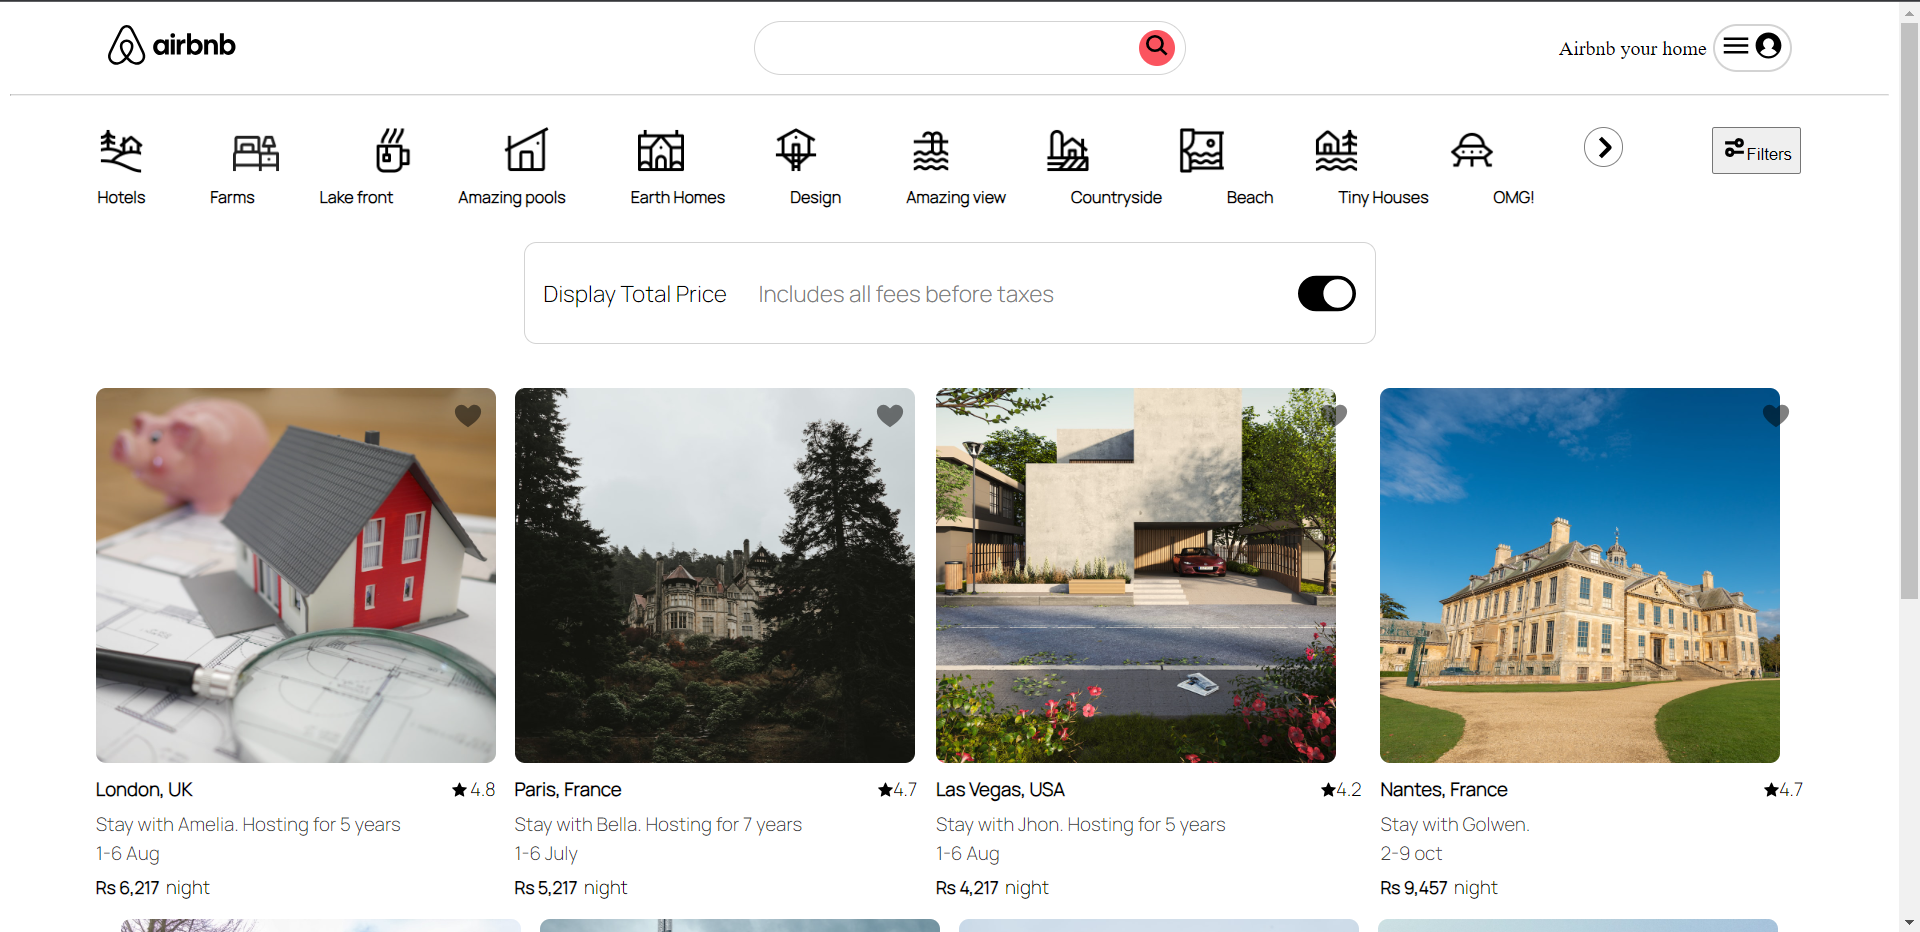 airbnb
Airbnb your home
Hotels Farms Lake front Amazing pools Earth Homes Design Amazing view Countryside Beach Tiny Houses OMG!
Filters
Display Total Price Includes all fees before taxes
London, UK 4.8
Stay with Amelia. Hosting for 5 years
1-6 Aug
Rs 6,217 night
Paris, France 4.7
Stay with Bella. Hosting for 7 years
1-6 July
Rs 5,217 night
Las Vegas, USA 4.2
Stay with Jhon. Hosting for 5 years
1-6 Aug
Rs 4,217 night
Nantes, France 4.7
Stay with Golwen.
2-9 oct
Rs 9,457 night